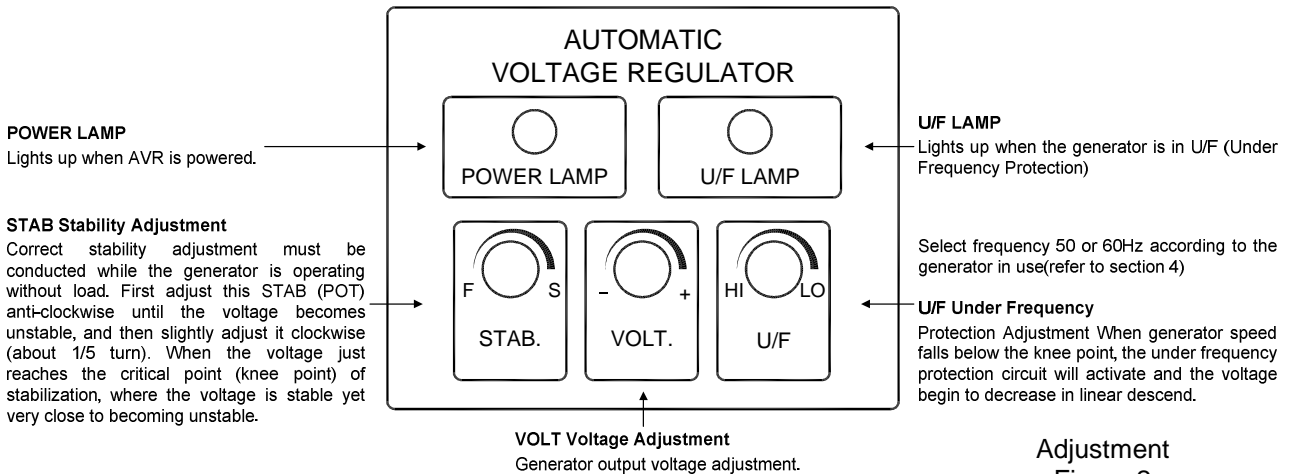 AUTOMATIC
VOLTAGE REGULATOR
POWER LAMP
U/F LAMP
F
S
STAB.
–
+
VOLT.
HI
LO
U/F
POWER LAMP
Lights up when AVR is powered.
STAB Stability Adjustment
Correct stability adjustment must be
conducted while the generator is operating
without load. First adjust this STAB (POT)
anti-clockwise until the voltage becomes
unstable, and then slightly adjust it clockwise
(about 1/5 turn). When the voltage just
reaches the critical point (knee point) of
stabilization, where the voltage is stable yet
very close to becoming unstable.
U/F LAMP
Lights up when the generator is in U/F (Under
Frequency Protection)
Select frequency 50 or 60Hz according to the
generator in use(refer to section 4)
U/F Under Frequency
Protection Adjustment When generator speed
falls below the knee point, the under frequency
protection circuit will activate and the voltage
begin to decrease in linear descend.
VOLT Voltage Adjustment
Generator output voltage adjustment.
Adjustment